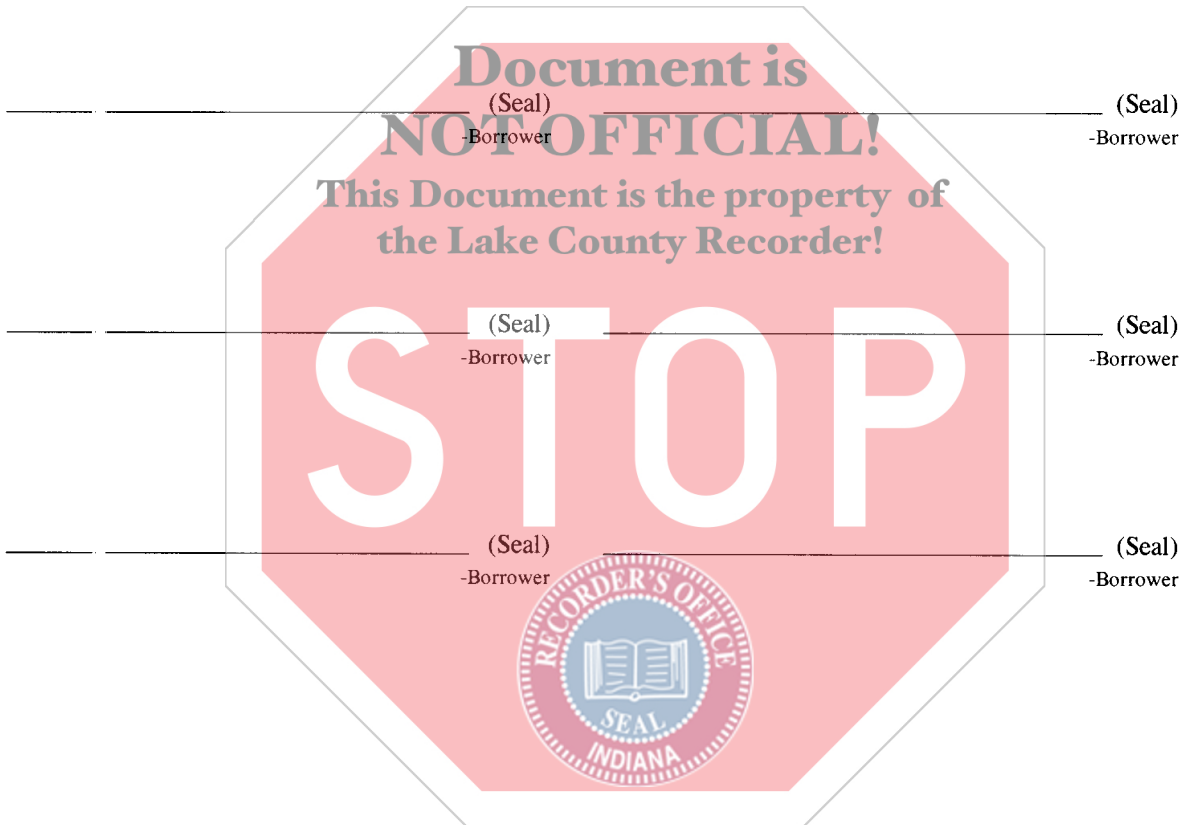 Document is
(Seal) (Seal)
NOT OFFICIAL!
-Borrower -Borrower
This Document is the property of
the Lake County Recorder!
(Seal) (Seal)
-Borrower -Borrower
STOP
(Seal) (Seal)
-Borrower -Borrower
RECORDER'S OFFICE
SEAL
INDIANA